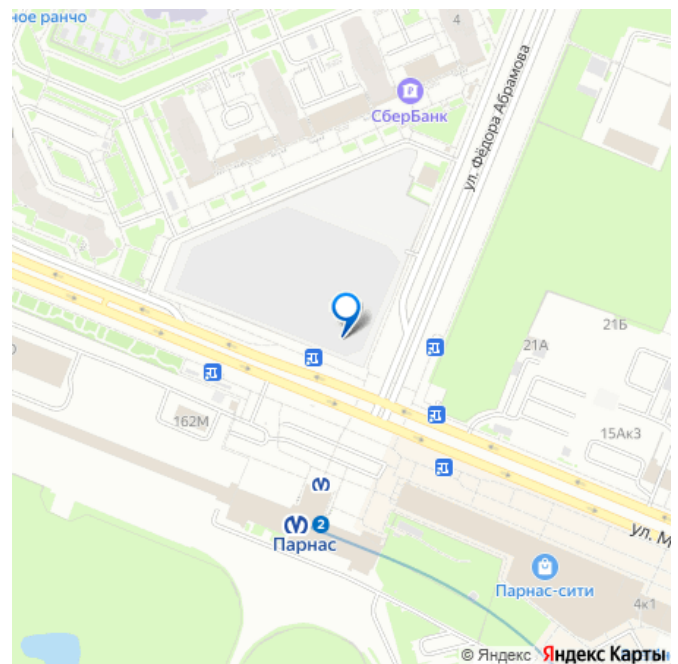 ное ранчо
4
СберБанк
ул. Фёдора Абрамова
21Б
21А
15Ак3
162М
2
Парнас
ул. М
Парнас-сити
4к1
© Яндекс Яндекс Карты